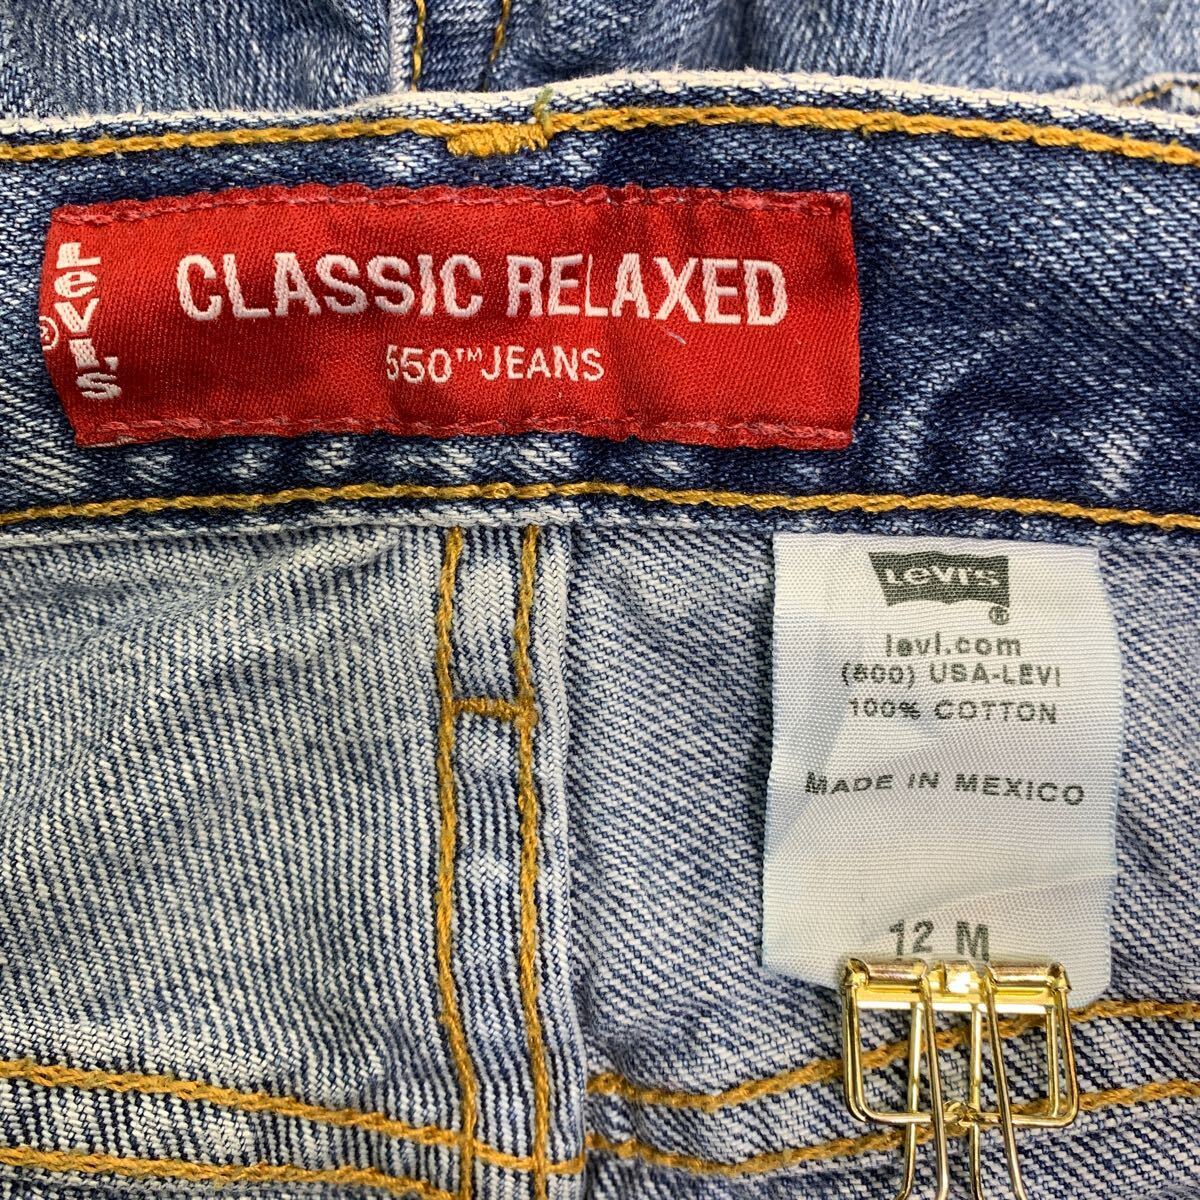 LEVI'S ®
CLASSIC RELAXED
550™ JEANS
LEVI'S ®
levi.com
(800) USA-LEVI
100% COTTON
MADE IN MEXICO
12 M